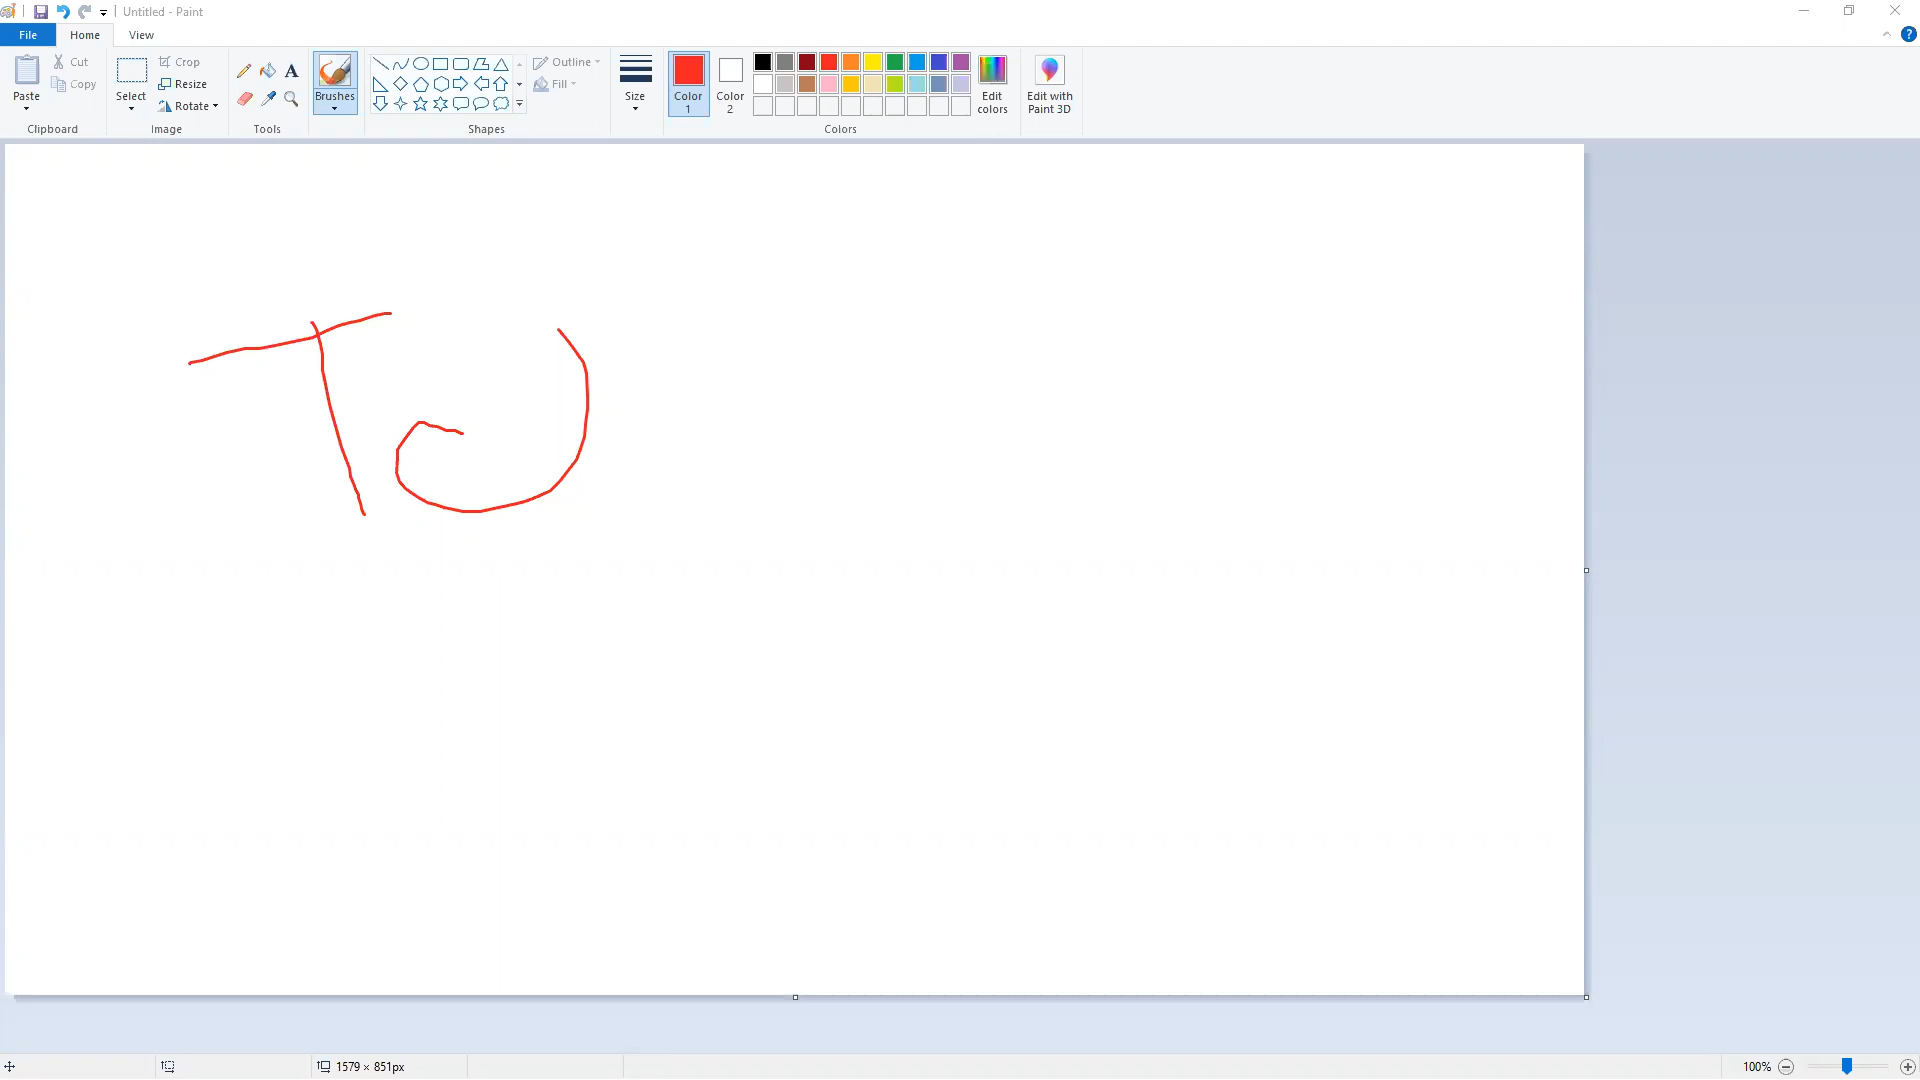 Untitled - Paint
File Home View
Paste Cut Copy Clipboard
Select Crop Resize Rotate Image
A Tools
Brushes
Shapes Outline Fill
Size
Color 1 Color 2 Edit colors Colors
Edit with Paint 3D
TJ
1579 × 851px 100%